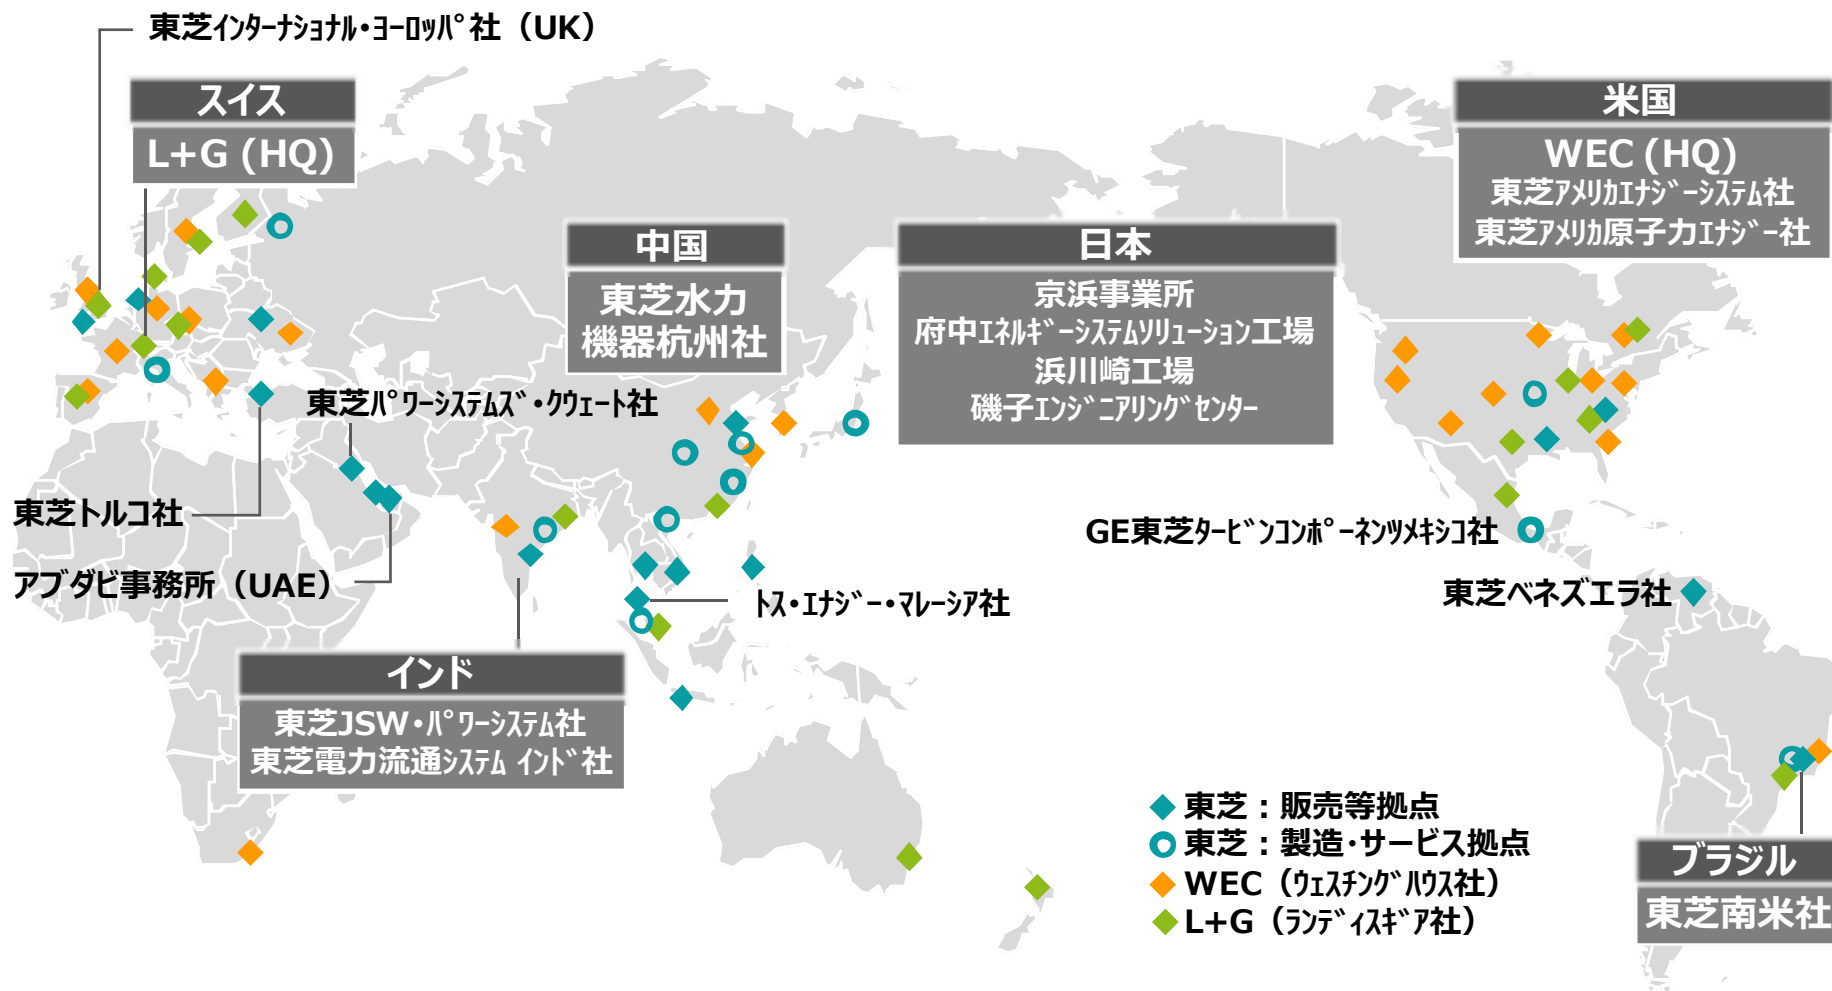 東芝ｲﾝﾀｰﾅｼｮﾅﾙ・ﾖｰﾛｯﾊﾟ社（UK）
スイス
L+G (HQ)
米国
WEC (HQ)
東芝ｱﾒﾘｶｴﾅｼﾞｰｼｽﾃﾑ社
東芝ｱﾒﾘｶ原子力ｴﾅｼﾞｰ社
中国
東芝水力
機器杭州社
日本
京浜事業所
府中ｴﾈﾙｷﾞｰｼｽﾃﾑｿﾘｭｰｼｮﾝ工場
浜川崎工場
磯子ｴﾝｼﾞﾆｱﾘﾝｸﾞｾﾝﾀｰ
東芝ﾊﾟﾜｰｼｽﾃﾑｽﾞ・ｸｳｪｰﾄ社
東芝トルコ社
アブダビ事務所（UAE）
GE東芝ﾀｰﾋﾞﾝｺﾝﾎﾟｰﾈﾝﾂﾒｷｼｺ社
東芝ベネズエラ社
ﾄｽ・ｴﾅｼﾞｰ・ﾏﾚｰｼｱ社
インド
東芝JSW・ﾊﾟﾜｰｼｽﾃﾑ社
東芝電力流通ｼｽﾃﾑ ｲﾝﾄﾞ社
東芝：販売等拠点
東芝：製造・サービス拠点
WEC（ｳｪｽﾁﾝｸﾞﾊｳｽ社）
L+G（ﾗﾝﾃﾞｨｽｷﾞｱ社）
ブラジル
東芝南米社